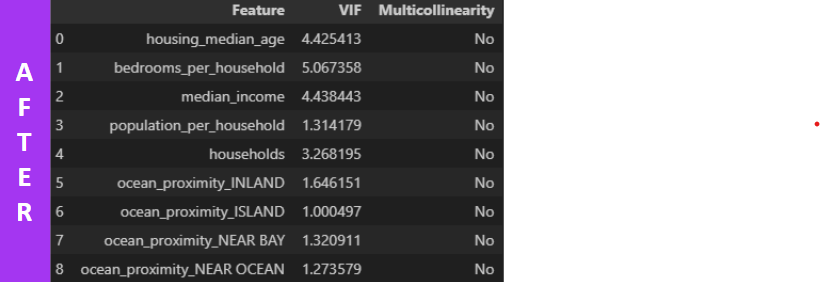 AFTER
Feature VIF Multicollinearity
0 housing_median_age 4.425413 No
1 bedrooms_per_household 5.067358 No
2 median_income 4.438443 No
3 population_per_household 1.314179 No
4 households 3.268195 No
5 ocean_proximity_INLAND 1.646151 No
6 ocean_proximity_ISLAND 1.000497 No
7 ocean_proximity_NEAR BAY 1.320911 No
8 ocean_proximity_NEAR OCEAN 1.273579 No